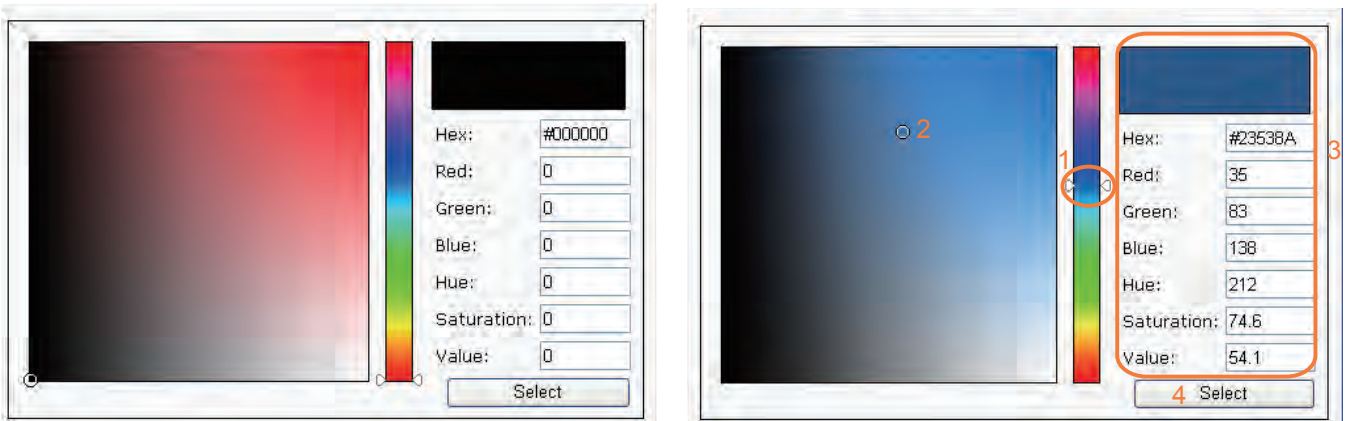 Hex: #000000
Red: 0
Green: 0
Blue: 0
Hue: 0
Saturation: 0
Value: 0
Select
2
1
3
Hex: #23538A
Red: 35
Green: 83
Blue: 138
Hue: 212
Saturation: 74.6
Value: 54.1
4 Select